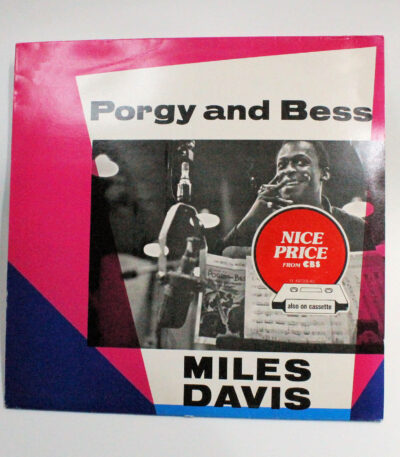 Porgy and Bess
NICE
PRICE
FROM CBS
also on cassette
MILES
DAVIS